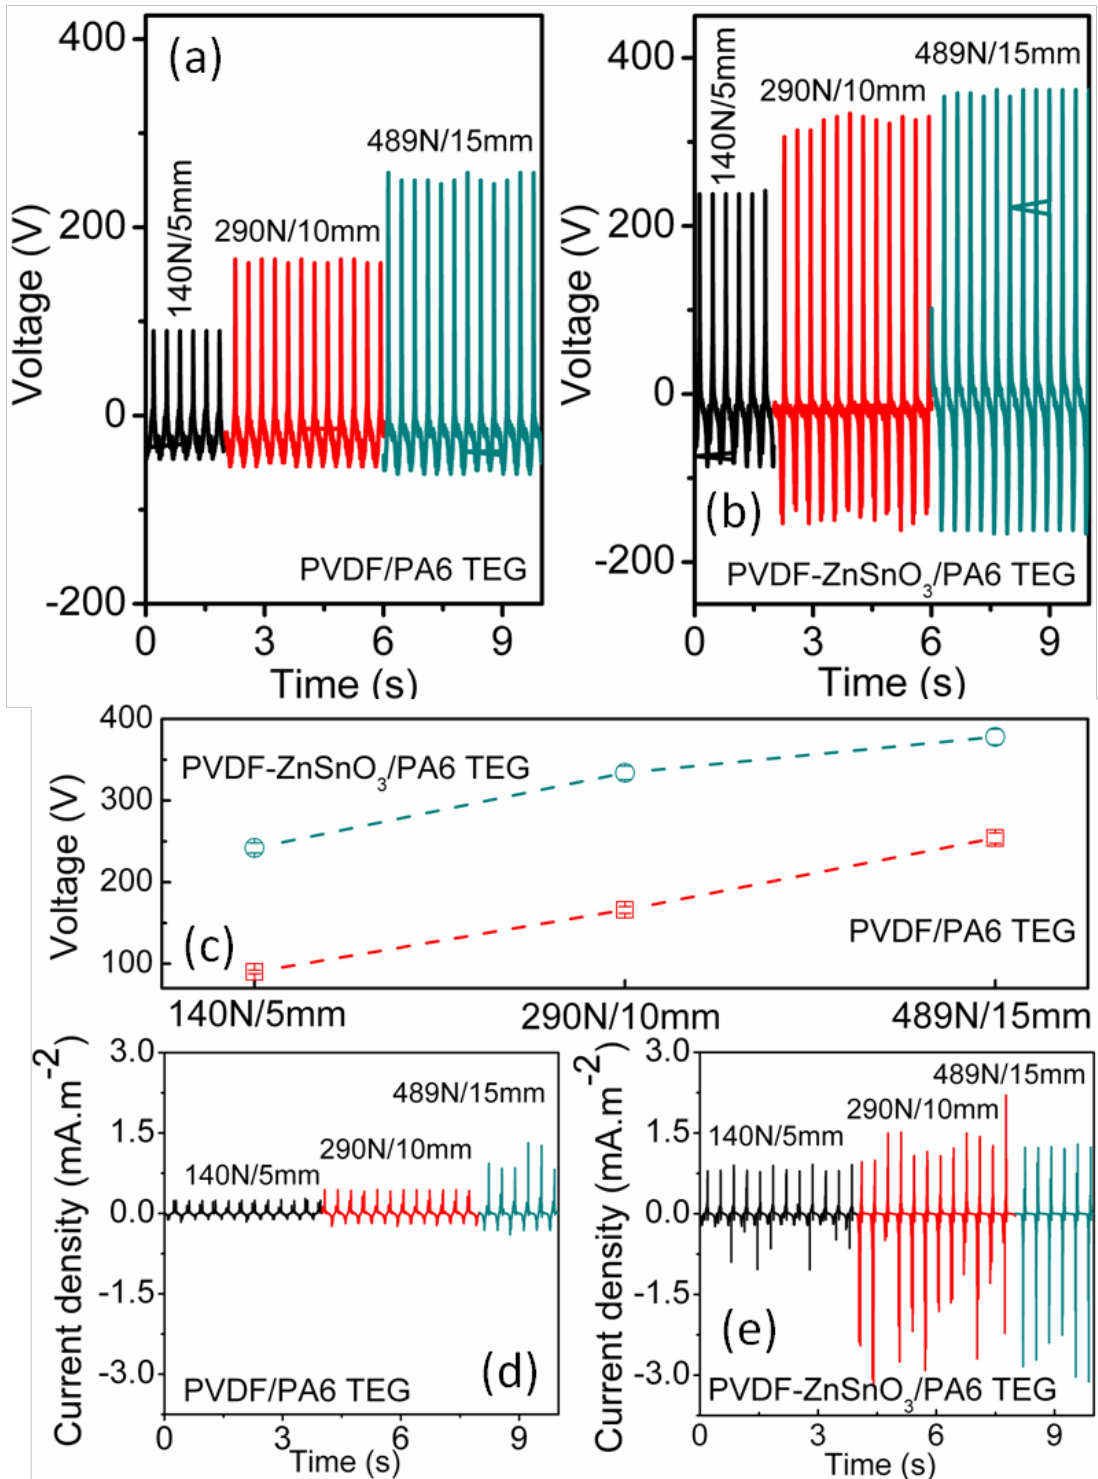 (a)
400
200
0
-200
Voltage (V)
140N/5mm
290N/10mm
489N/15mm
PVDF/PA6 TEG
0 3 6 9
Time (s)
(b)
400
200
0
-200
Voltage (V)
140N/5mm
290N/10mm
489N/15mm
PVDF-ZnSnO3/PA6 TEG
0 3 6 9
Time (s)
400
300
200
100
Voltage (V)
PVDF-ZnSnO3/PA6 TEG
(c)
PVDF/PA6 TEG
140N/5mm 290N/10mm 489N/15mm
3.0
1.5
0.0
-1.5
-3.0
Current density (mA.m-2)
489N/15mm
290N/10mm
140N/5mm
(d)
PVDF/PA6 TEG
0 3 6 9
Time (s)
3.0
1.5
0.0
-1.5
-3.0
Current density (mA.m-2)
489N/15mm
290N/10mm
140N/5mm
(e)
PVDF-ZnSnO3/PA6 TEG
0 3 6 9
Time (s)